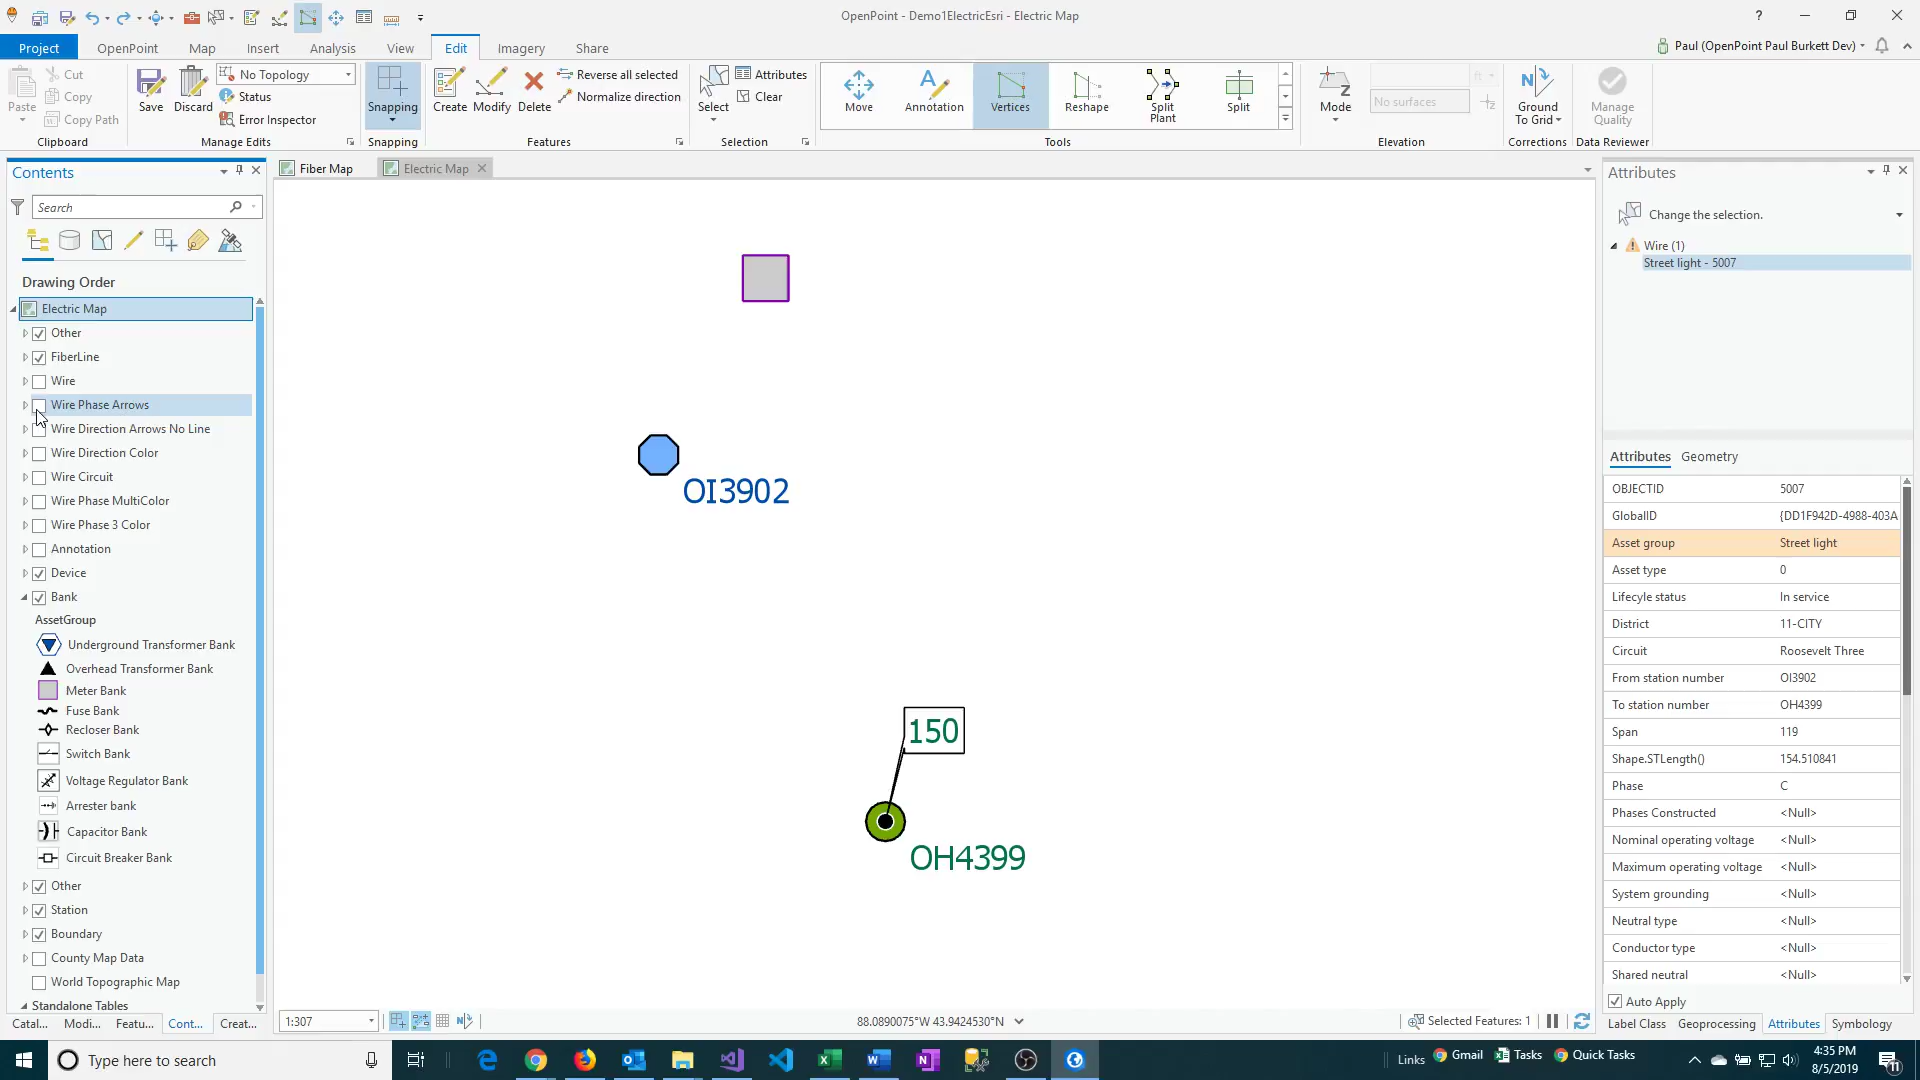 OpenPoint - Demo1ElectricEsri - Electric Map
?
Project OpenPoint Map Insert Analysis View Edit Imagery Share
Paul (OpenPoint Paul Burkett Dev)
Paste
Cut
Copy
Copy Path
Clipboard
Save
Discard
No Topology
Status
Error Inspector
Manage Edits
Snapping
Snapping
Create
Modify
Delete
Reverse all selected
Normalize direction
Features
Select
Attributes
Clear
Selection
Move
Annotation
Vertices
Reshape
Split
Plant
Split
Tools
Mode
No surfaces
ft
Elevation
Ground
To Grid
Corrections
Manage
Quality
Data Reviewer
Contents
Search
Drawing Order
Electric Map
Other
FiberLine
Wire
Wire Phase Arrows
Wire Direction Arrows No Line
Wire Direction Color
Wire Circuit
Wire Phase MultiColor
Wire Phase 3 Color
Annotation
Device
Bank
AssetGroup
Underground Transformer Bank
Overhead Transformer Bank
Meter Bank
Fuse Bank
Recloser Bank
Switch Bank
Voltage Regulator Bank
Arrester bank
Capacitor Bank
Circuit Breaker Bank
Other
Station
Boundary
County Map Data
World Topographic Map
Standalone Tables
Catal... Modi... Featu... Cont... Creat...
Fiber Map
Electric Map
OI3902
150
OH4399
1:307
88.0890075°W 43.9424530°N
Selected Features: 1
Attributes
Change the selection.
Wire (1)
Street light - 5007
Attributes Geometry
OBJECTID 5007
GlobalID {DD1F942D-4988-403A
Asset group Street light
Asset type 0
Lifecyle status In service
District 11-CITY
Circuit Roosevelt Three
From station number OI3902
To station number OH4399
Span 119
Shape.STLength() 154.510841
Phase C
Phases Constructed <Null>
Nominal operating voltage <Null>
Maximum operating voltage <Null>
System grounding <Null>
Neutral type <Null>
Conductor type <Null>
Shared neutral <Null>
Auto Apply
Label Class Geoprocessing Attributes Symbology
Type here to search
Links Gmail Tasks Quick Tasks
4:35 PM
8/5/2019
11